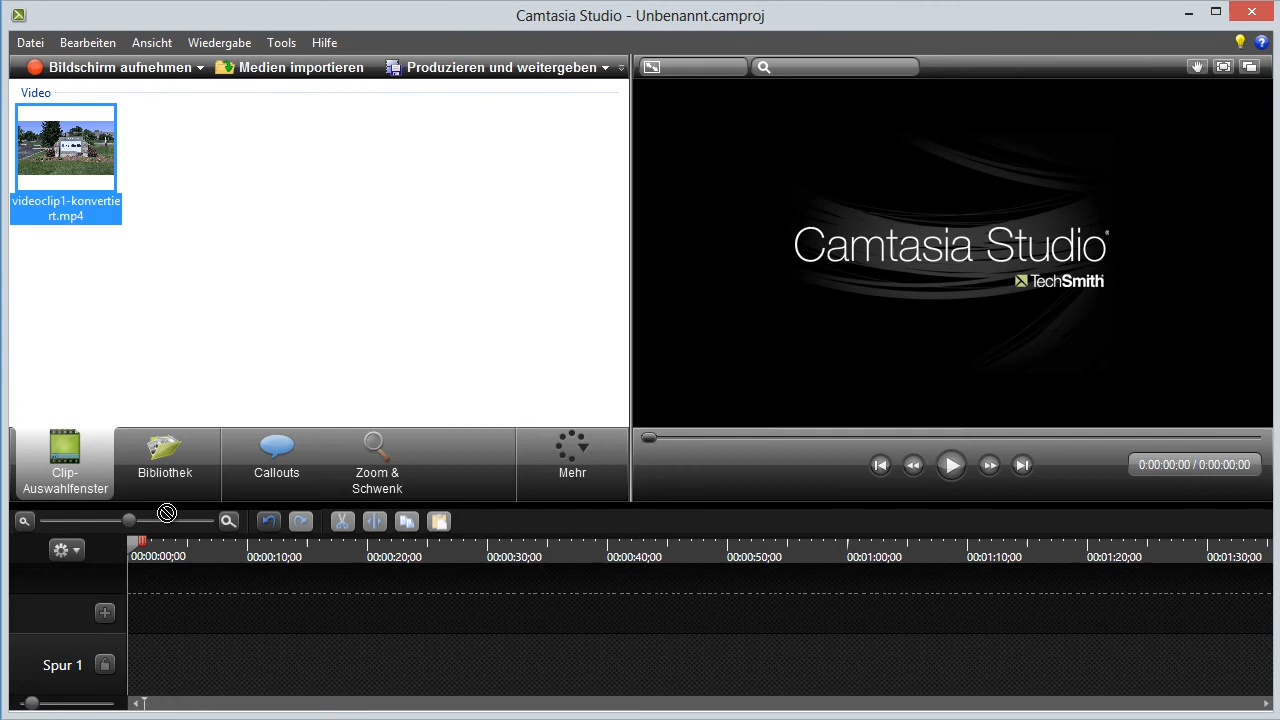 Camtasia Studio - Unbenannt.camproj
Datei Bearbeiten Ansicht Wiedergabe Tools Hilfe
Bildschirm aufnehmen Medien importieren Produzieren und weitergeben
Video
videoclip1-konvertie
rt.mp4
Camtasia Studio®
TechSmith
Clip-
Auswahlfenster
Bibliothek
Callouts
Zoom &
Schwenk
Mehr
0:00:00;00 / 0:00:00;00
00:00:00;00 00:00:10;00 00:00:20;00 00:00:30;00 00:00:40;00 00:00:50;00 00:01:00;00 00:01:10;00 00:01:20;00 00:01:30;00
Spur 1